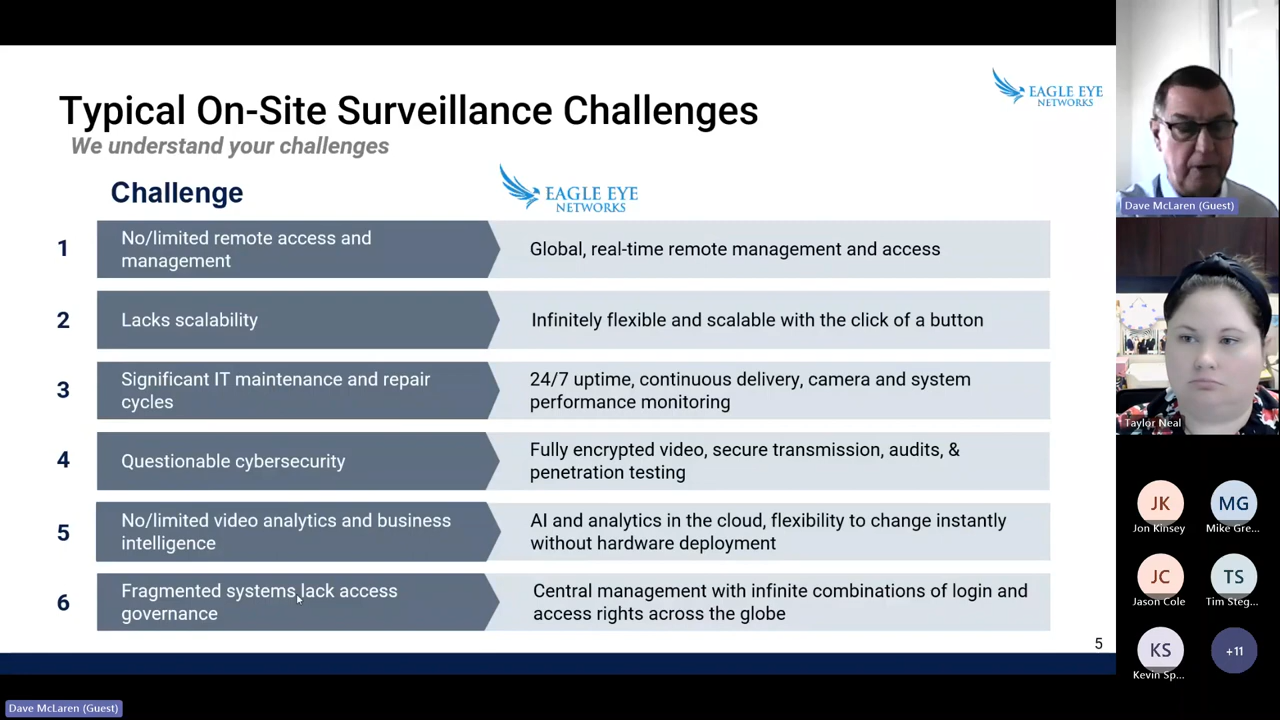 Typical On-Site Surveillance Challenges
We understand your challenges
EAGLE EYE
NETWORKS
Challenge
EAGLE EYE
NETWORKS
1
No/limited remote access and
management
Global, real-time remote management and access
2
Lacks scalability
Infinitely flexible and scalable with the click of a button
3
Significant IT maintenance and repair
cycles
24/7 uptime, continuous delivery, camera and system
performance monitoring
4
Questionable cybersecurity
Fully encrypted video, secure transmission, audits, &
penetration testing
5
No/limited video analytics and business
intelligence
AI and analytics in the cloud, flexibility to change instantly
without hardware deployment
6
Fragmented systems lack access
governance
Central management with infinite combinations of login and
access rights across the globe
5
Dave McLaren (Guest)
Taylor Neal
JK
Jon Kinsey
MG
Mike Gre...
JC
Jason Cole
TS
Tim Steg...
KS
Kevin Sp...
+11
Dave McLaren (Guest)